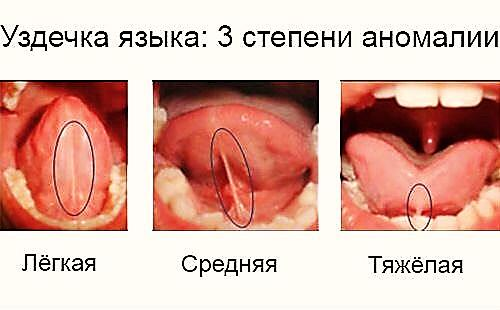 Уздечка языка: 3 степени аномалии
Лёгкая
Средняя
Тяжёлая